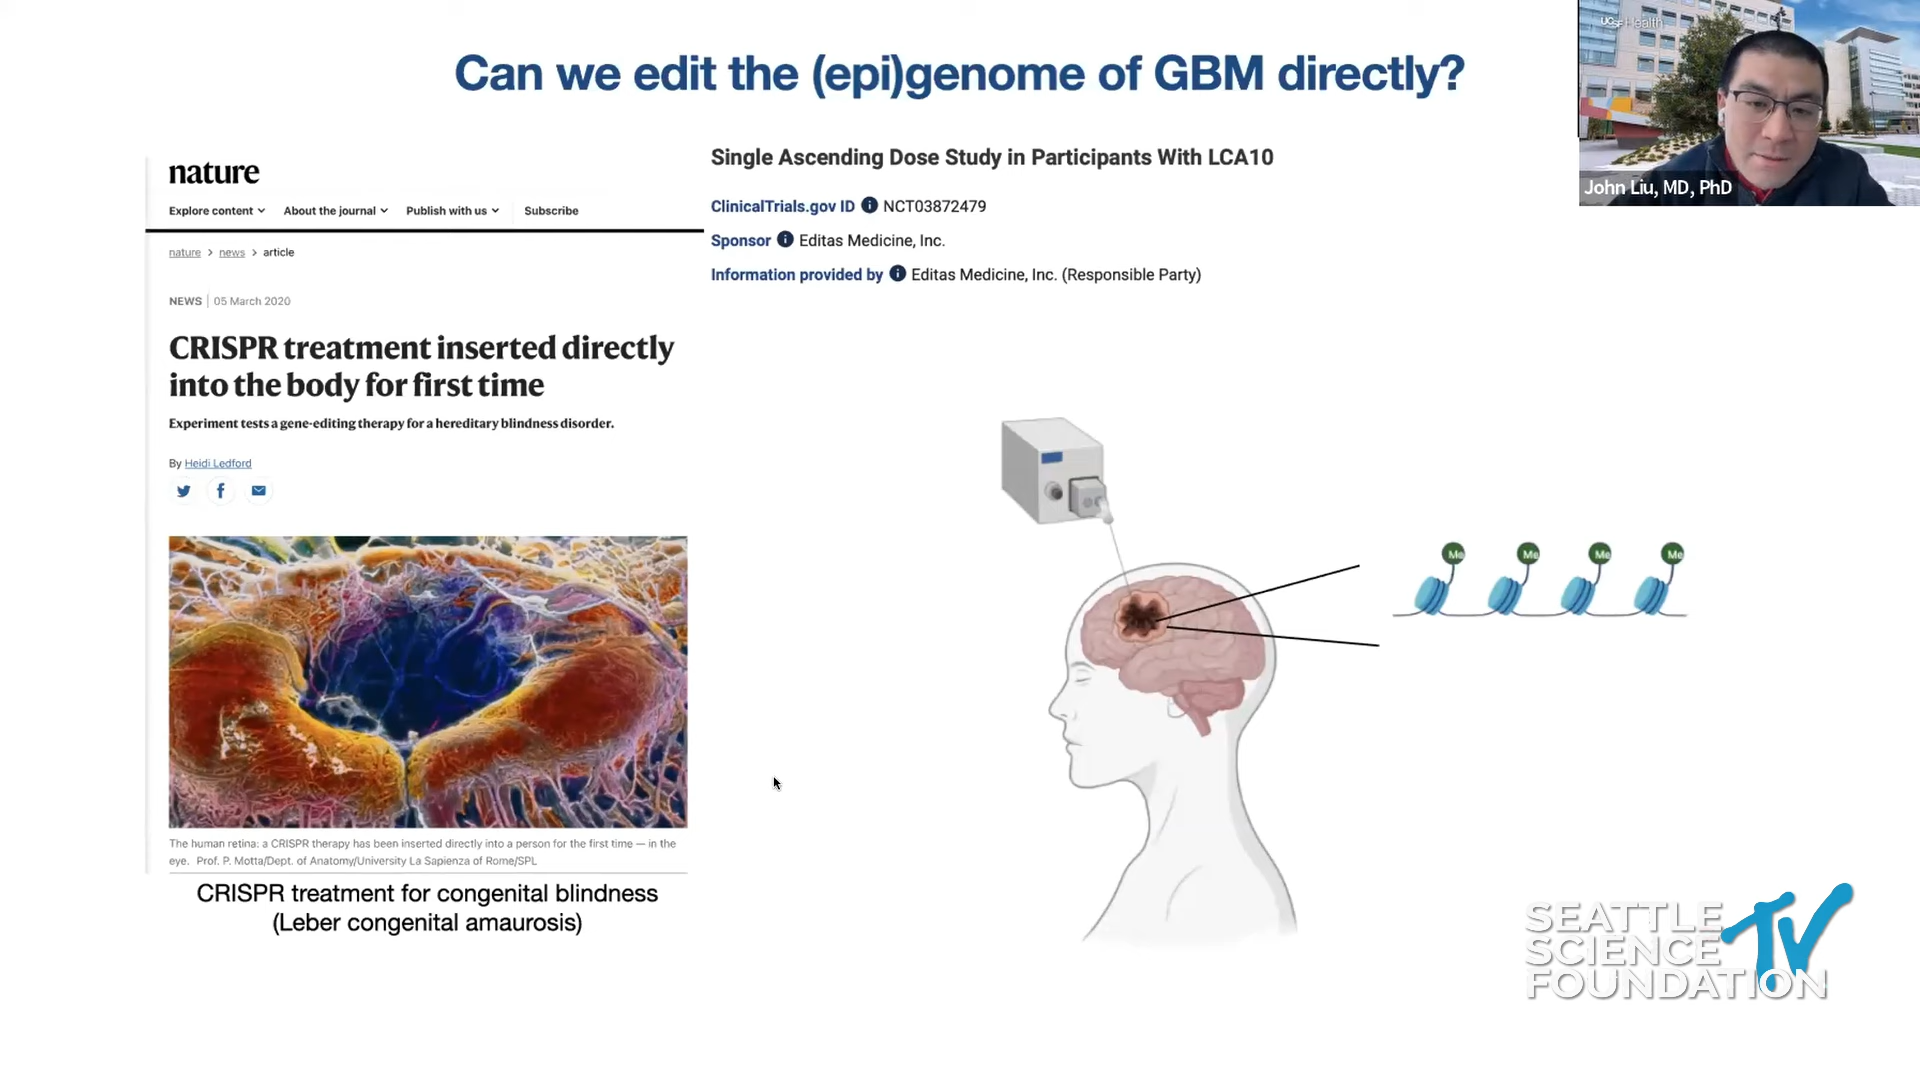 Can we edit the (epi)genome of GBM directly?
UCSF Health
John Liu, MD, PhD
nature
Explore content
About the journal
Publish with us
Subscribe
nature > news > article
NEWS | 05 March 2020
CRISPR treatment inserted directly
into the body for first time
Experiment tests a gene-editing therapy for a hereditary blindness disorder.
By Heidi Ledford
The human retina: a CRISPR therapy has been inserted directly into a person for the first time — in the
eye. Prof. P. Motta/Dept. of Anatomy/University La Sapienza of Rome/SPL
CRISPR treatment for congenital blindness
(Leber congenital amaurosis)
Single Ascending Dose Study in Participants With LCA10
ClinicalTrials.gov ID NCT03872479
Sponsor Editas Medicine, Inc.
Information provided by Editas Medicine, Inc. (Responsible Party)
Me Me Me Me
SEATTLE
SCIENCE TV
FOUNDATION